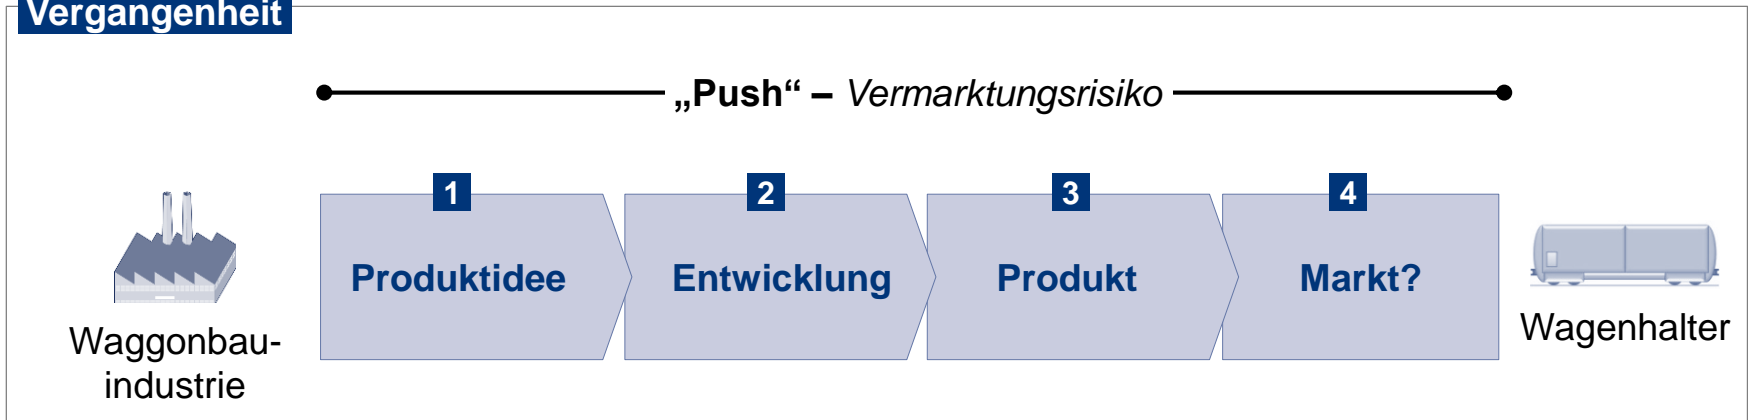 Vergangenheit
„Push“ – Vermarktungsrisiko
1
2
3
4
Produktidee
Entwicklung
Produkt
Markt?
Waggonbau-
industrie
Wagenhalter